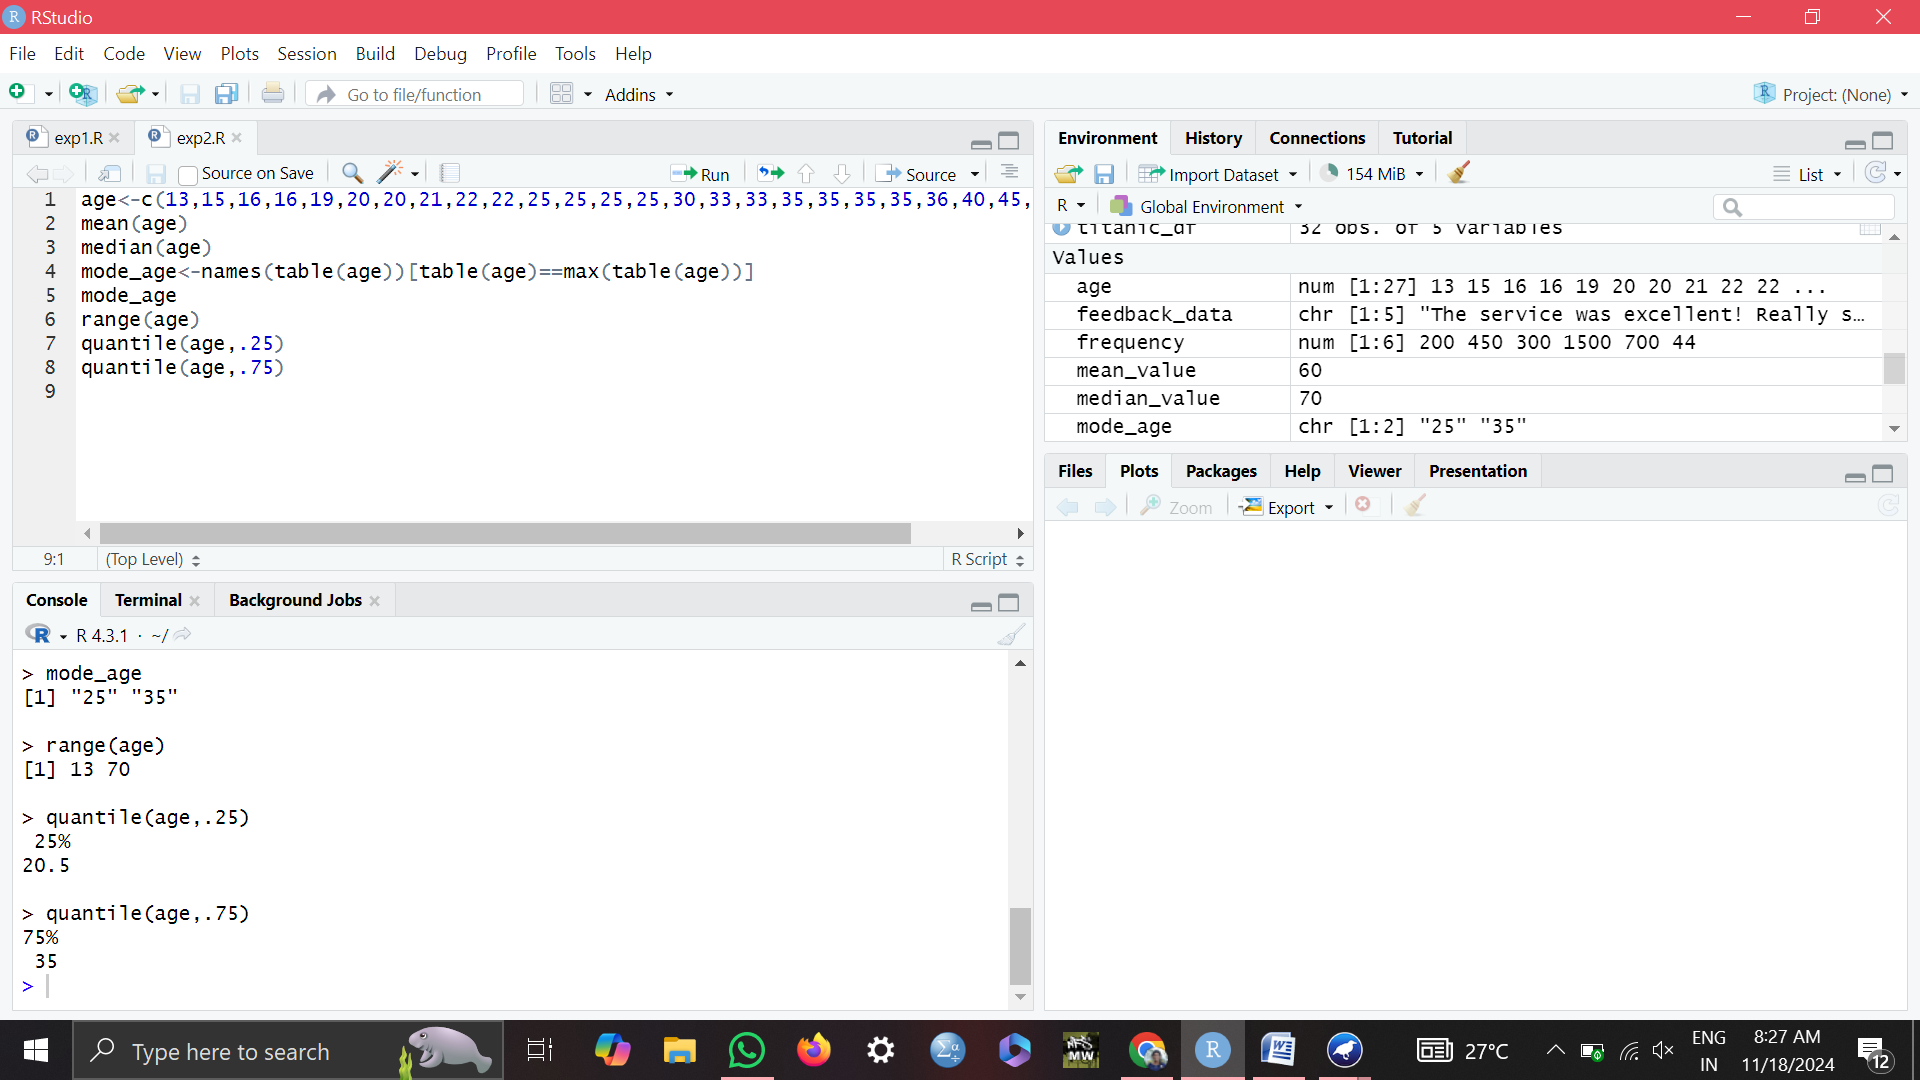 RStudio
File Edit Code View Plots Session Build Debug Profile Tools Help
Go to file/function Addins Project: (None)
exp1.R exp2.R
Source on Save Run Source
1 age<-c(13,15,16,16,19,20,20,21,22,22,25,25,25,25,30,33,33,35,35,35,35,36,40,45,
2 mean(age)
3 median(age)
4 mode_age<-names(table(age))[table(age)==max(table(age))]
5 mode_age
6 range(age)
7 quantile(age,.25)
8 quantile(age,.75)
9
9:1 (Top Level) R Script
Console Terminal Background Jobs
R 4.3.1 · ~/
> mode_age
[1] "25" "35"
> range(age)
[1] 13 70
> quantile(age,.25)
25%
20.5
> quantile(age,.75)
75%
35
>
Environment History Connections Tutorial
Import Dataset 154 MiB List
R Global Environment
titanic_df 32 obs. of 5 variables
Values
age num [1:27] 13 15 16 16 19 20 20 21 22 22 ...
feedback_data chr [1:5] "The service was excellent! Really s…
frequency num [1:6] 200 450 300 1500 700 44
mean_value 60
median_value 70
mode_age chr [1:2] "25" "35"
Files Plots Packages Help Viewer Presentation
Zoom Export
Type here to search
27°C
ENG
IN
8:27 AM
11/18/2024
12